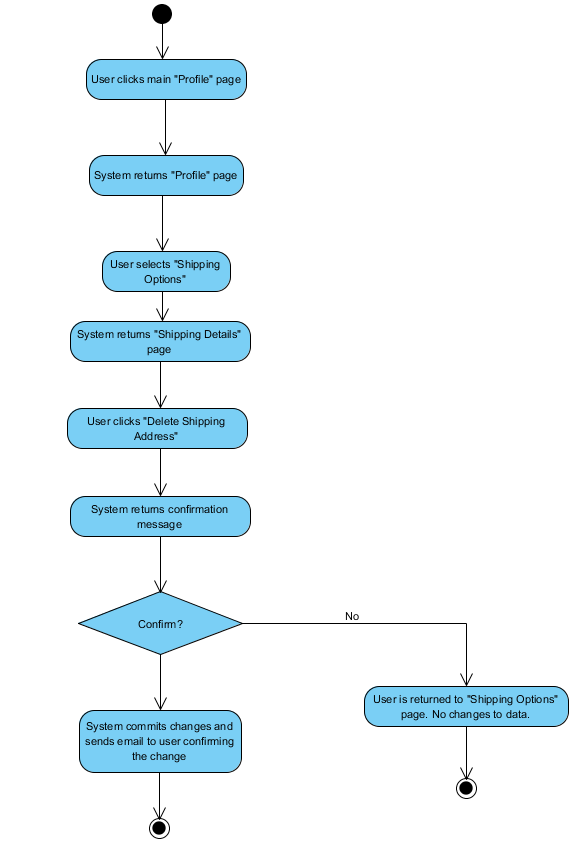 User clicks main "Profile" page
System returns "Profile" page
User selects "Shipping
Options"
System returns "Shipping Details"
page
User clicks "Delete Shipping
Address"
System returns confirmation
message
Confirm?
No
System commits changes and
sends email to user confirming
the change
User is returned to "Shipping Options"
page. No changes to data.